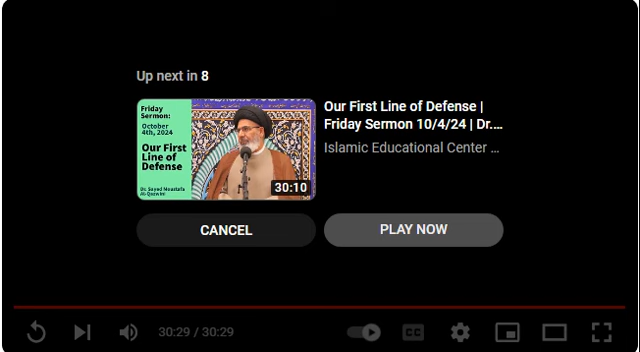 Up next in 8
Friday
Sermon:
October
4th, 2024
Our First
Line of
Defense
Dr. Sayed Moustafa
Al-Qazwini
30:10
Our First Line of Defense |
Friday Sermon 10/4/24 | Dr....
Islamic Educational Center ...
CANCEL
PLAY NOW
30:29 / 30:29
CC